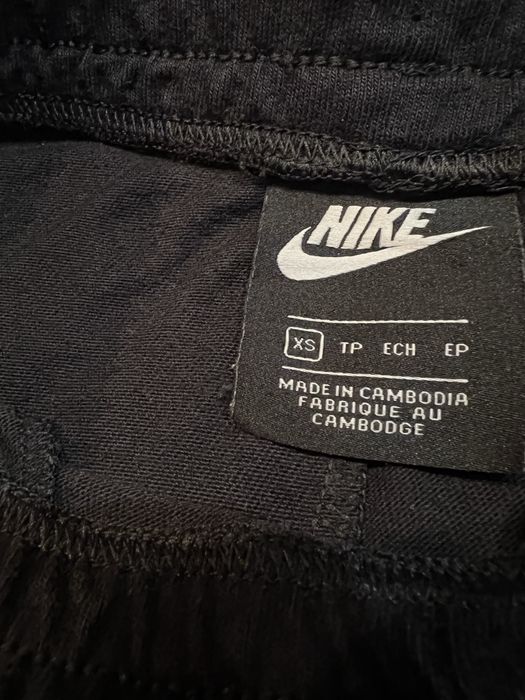 NIKE
XS TP ECH EP
MADE IN CAMBODIA
FABRIQUE AU
CAMBODGE